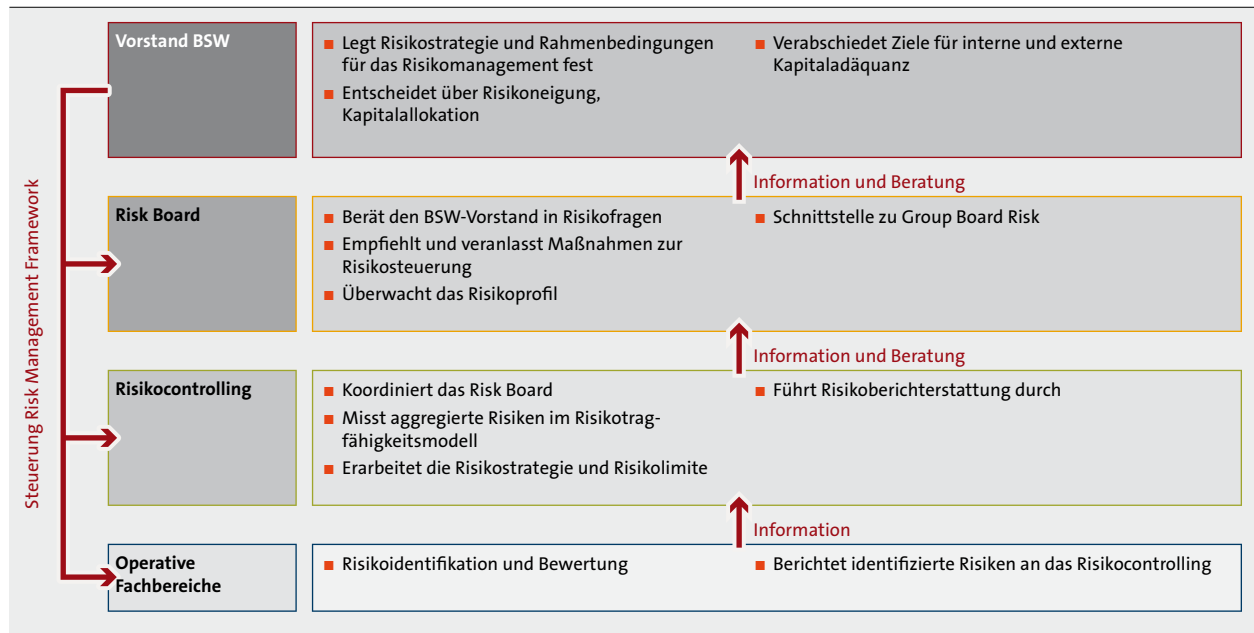 Steuerung Risk Management Framework
Vorstand BSW
Legt Risikostrategie und Rahmenbedingungen
für das Risikomanagement fest
Entscheidet über Risikoneigung,
Kapitalallokation
Verabschiedet Ziele für interne und externe
Kapitaladäquanz
Information und Beratung
Risk Board
Berät den BSW-Vorstand in Risikofragen
Empfiehlt und veranlasst Maßnahmen zur
Risikosteuerung
Überwacht das Risikoprofil
Schnittstelle zu Group Board Risk
Information und Beratung
Risikocontrolling
Koordiniert das Risk Board
Misst aggregierte Risiken im Risikotrag-
fähigkeitsmodell
Erarbeitet die Risikostrategie und Risikolimite
Führt Risikoberichterstattung durch
Information
Operative
Fachbereiche
Risikoidentifikation und Bewertung
Berichtet identifizierte Risiken an das Risikocontrolling